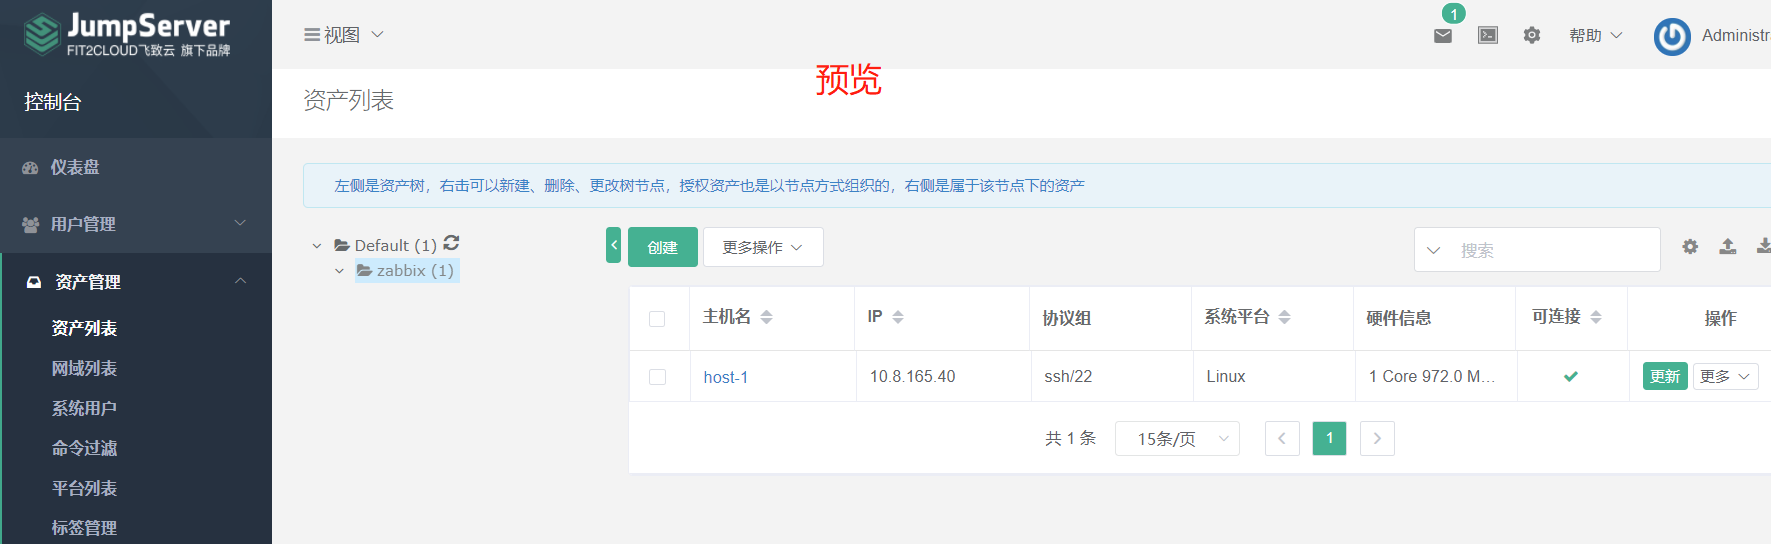 JumpServer
FIT2CLOUD飞致云 旗下品牌
控制台
仪表盘
用户管理
资产管理
资产列表
网域列表
系统用户
命令过滤
平台列表
标签管理
视图
1
帮助
Administra
预览
资产列表
左侧是资产树，右击可以新建、删除、更改树节点，授权资产也是以节点方式组织的，右侧是属于该节点下的资产
Default (1)
zabbix (1)
创建
更多操作
搜索
主机名 IP 协议组 系统平台 硬件信息 可连接 操作
host-1 10.8.165.40 ssh/22 Linux 1 Core 972.0 M... 更新 更多
共 1 条 15条/页 1